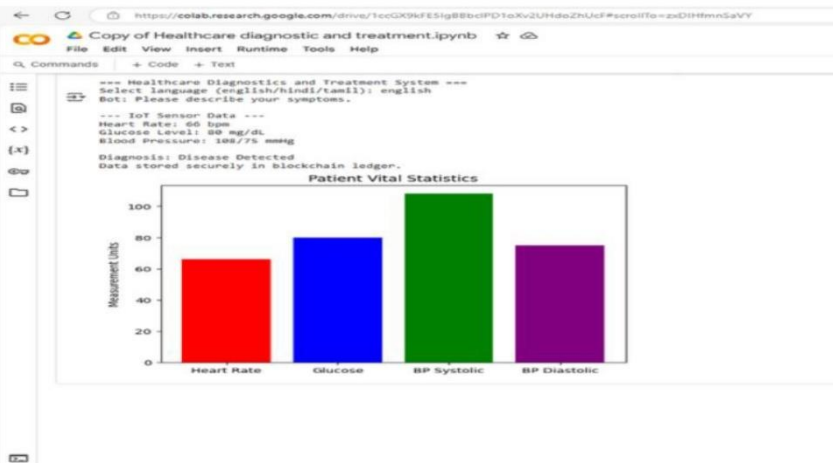 https://colab.research.google.com/drive/1ccGX9kFESIgBBbclPD1oXv2UHdoZhUcF#scrollTo=zxDIHfmnSaVY
Copy of Healthcare diagnostic and treatment.ipynb
File Edit View Insert Runtime Tools Help
Commands + Code + Text
=== Healthcare Diagnostics and Treatment System ===
Select language (english/hindi/tamil): english
Bot: Please describe your symptoms.
--- IoT Sensor Data ---
Heart Rate: 66 bpm
Glucose Level: 80 mg/dL
Blood Pressure: 108/75 mmHg
Diagnosis: Disease Detected
Data stored securely in blockchain ledger.
Patient Vital Statistics
Measurement Units
100
80
60
40
20
0
Heart Rate Glucose BP Systolic BP Diastolic